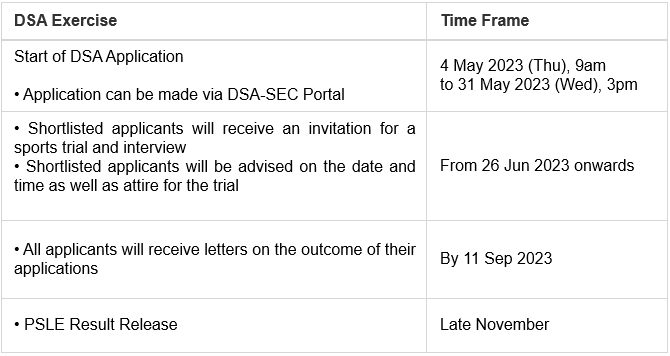 DSA Exercise
Time Frame
Start of DSA Application
• Application can be made via DSA-SEC Portal
4 May 2023 (Thu), 9am
to 31 May 2023 (Wed), 3pm
• Shortlisted applicants will receive an invitation for a
sports trial and interview
• Shortlisted applicants will be advised on the date and
time as well as attire for the trial
From 26 Jun 2023 onwards
• All applicants will receive letters on the outcome of their
applications
By 11 Sep 2023
• PSLE Result Release
Late November